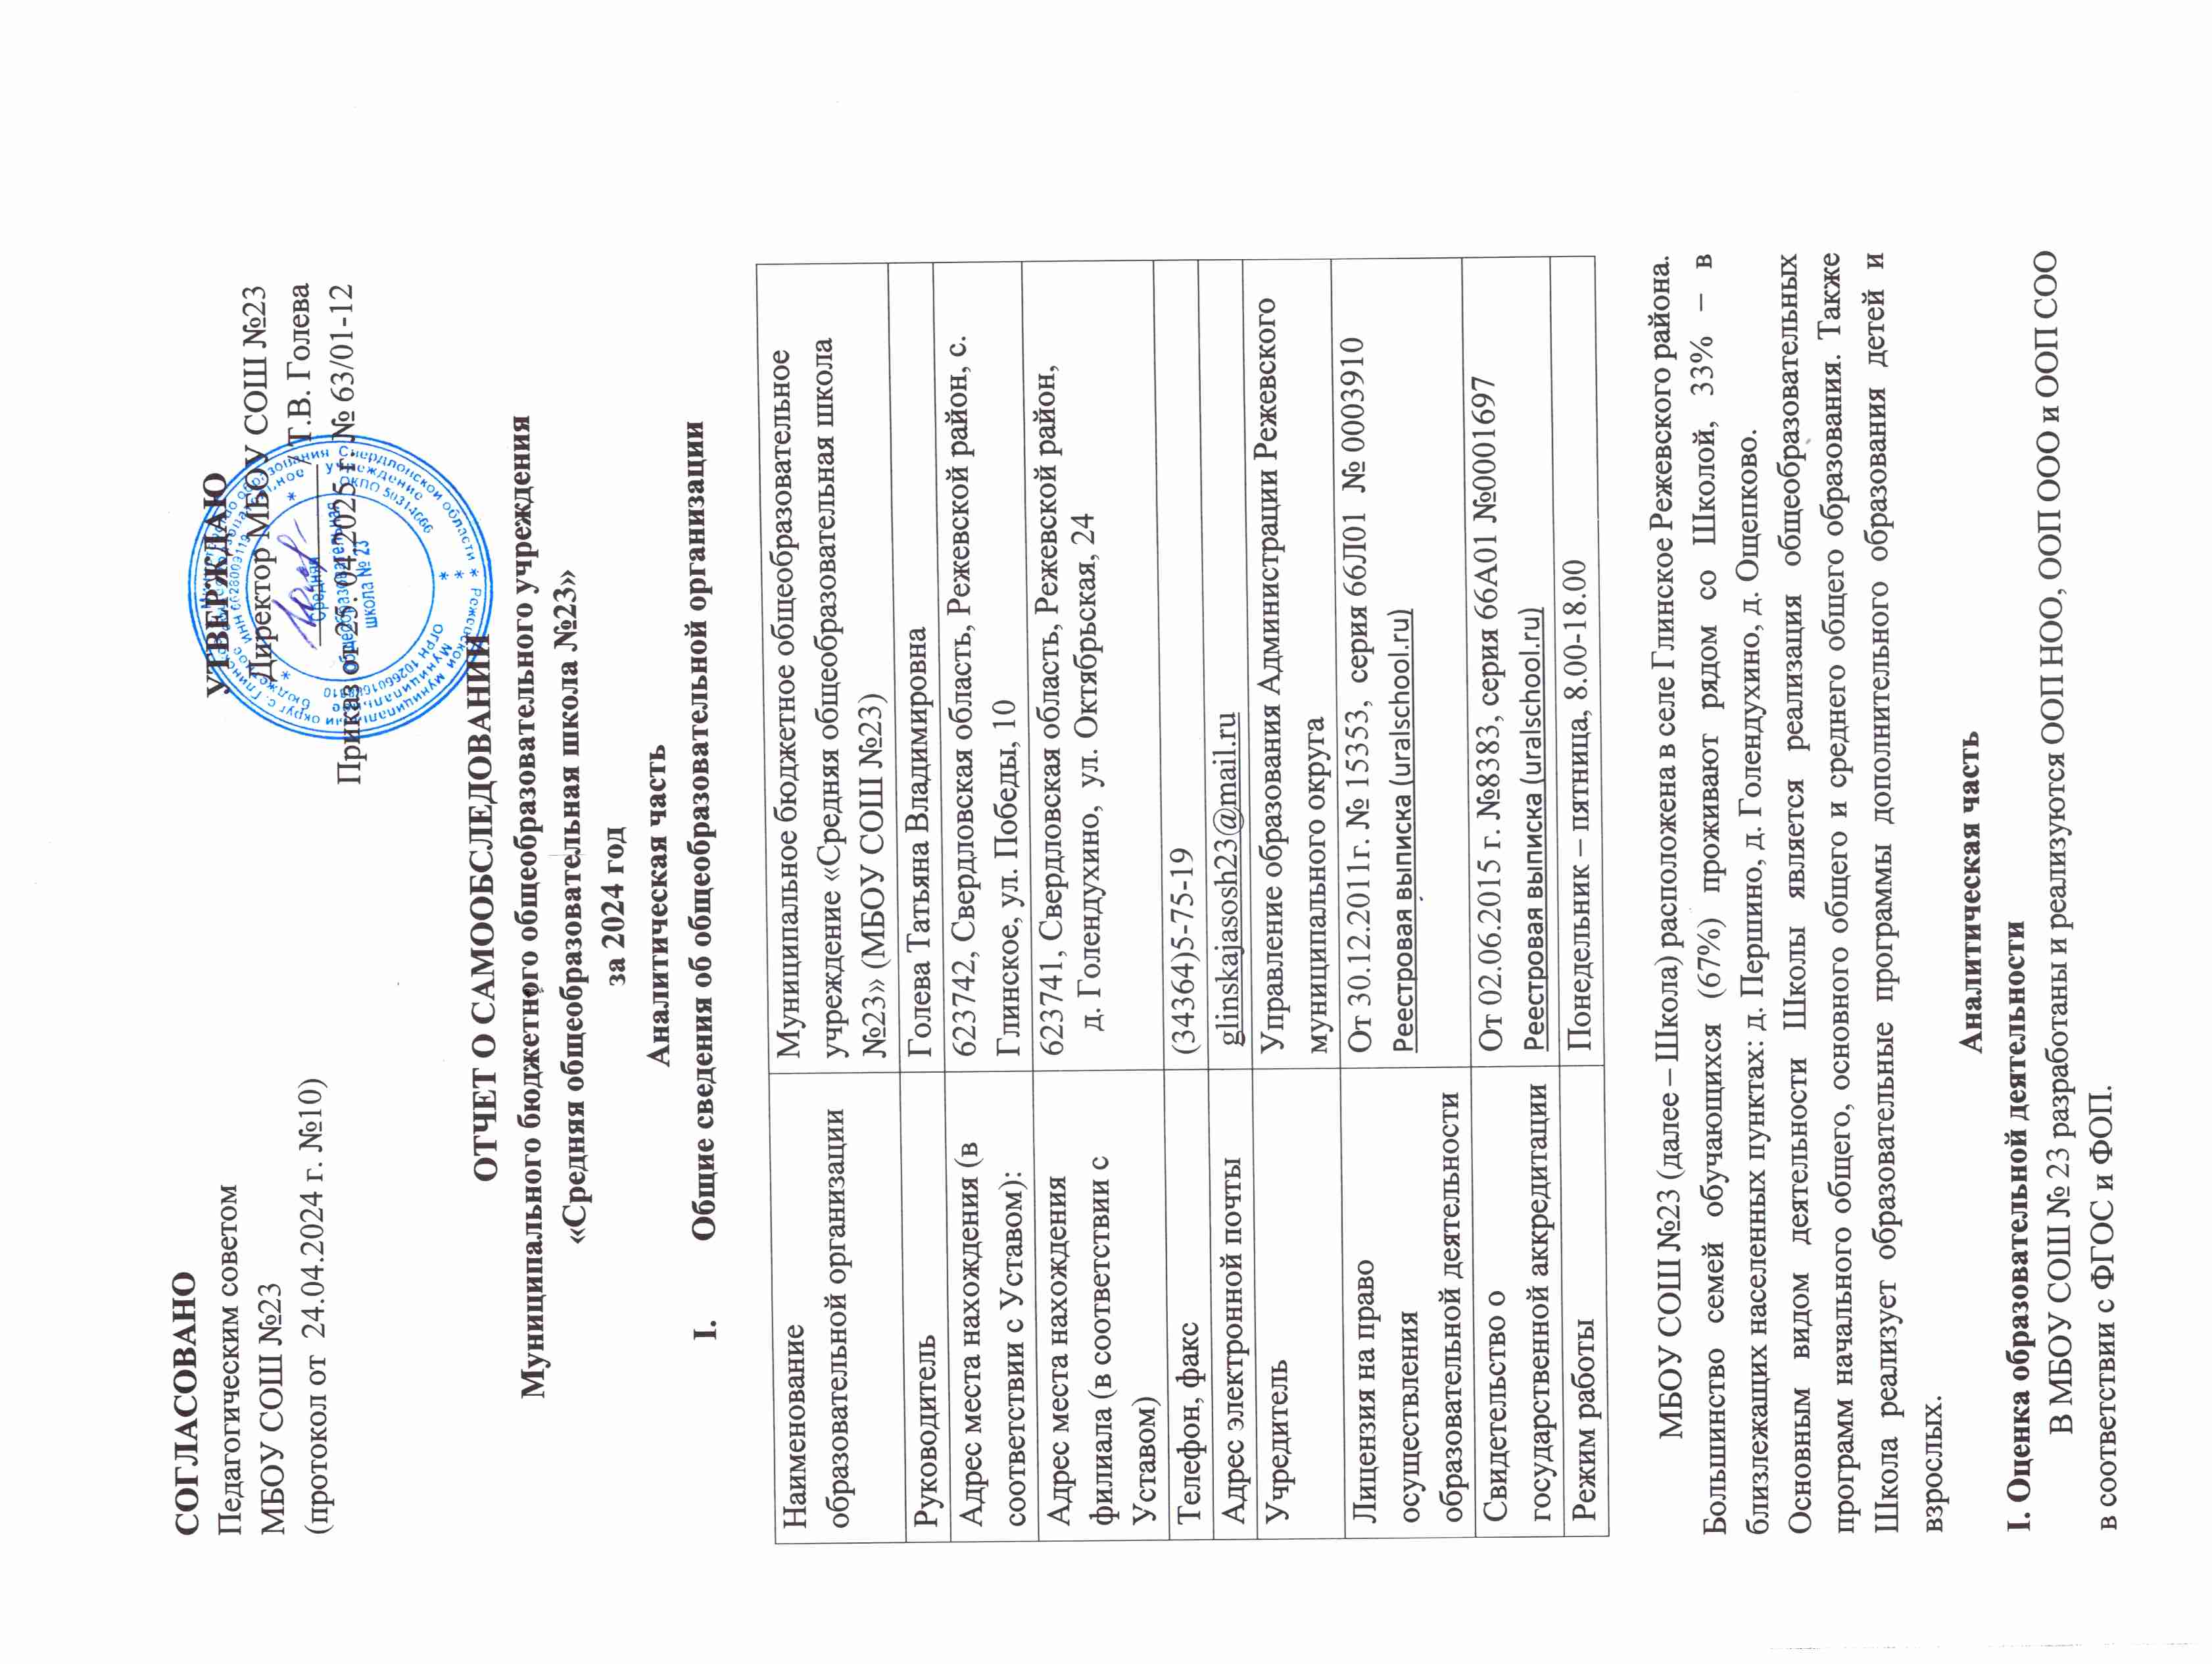 СОГЛАСОВАНО
Педагогическим советом
МБОУ СОШ №23
(протокол от 24.04.2024 г. №10)
УТВЕРЖДАЮ
Директор МБОУ СОШ №23
/ Т.В. Голева
Приказ от 25. 04.2025 г. № 63/01-12
Средняя
общеобразовательная
школа № 23
ОТЧЕТ О САМООБСЛЕДОВАНИИ
Муниципального бюджетного общеобразовательного учреждения
«Средняя общеобразовательная школа №23»
за 2024 год
Аналитическая часть
I. Общие сведения об общеобразовательной организации
Наименование
образовательной организации
Муниципальное бюджетное общеобразовательное
учреждение «Средняя общеобразовательная школа
№23» (МБОУ СОШ №23)
Руководитель
Голева Татьяна Владимировна
Адрес места нахождения (в
соответствии с Уставом):
623742, Свердловская область, Режевской район, с.
Глинское, ул. Победы, 10
Адрес места нахождения
филиала (в соответствии с
Уставом)
623741, Свердловская область, Режевской район,
д. Голендухино, ул. Октябрьская, 24
Телефон, факс
(34364)5-75-19
Адрес электронной почты
glinskajasosh23@mail.ru
Учредитель
Управление образования Администрации Режевского
муниципального округа
Лицензия на право
осуществления
образовательной деятельности
От 30.12.2011г. № 15353, серия 66Л01 № 0003910
Реестровая выписка (uralschool.ru)
Свидетельство о
государственной аккредитации
От 02.06.2015 г. №8383, серия 66А01 №0001697
Реестровая выписка (uralschool.ru)
Режим работы
Понедельник – пятница, 8.00-18.00
МБОУ СОШ №23 (далее – Школа) расположена в селе Глинское Режевского района.
Большинство семей обучающихся (67%) проживают рядом со Школой, 33% – в
близлежащих населенных пунктах: д. Першино, д. Голендухино, д. Ощепково.
Основным видом деятельности Школы является реализация общеобразовательных
программ начального общего, основного общего и среднего общего образования. Также
Школа реализует образовательные программы дополнительного образования детей и
взрослых.
Аналитическая часть
I. Оценка образовательной деятельности
В МБОУ СОШ № 23 разработаны и реализуются ООП НОО, ООП ООО и ООП СОО
в соответствии с ФГОС и ФОП.